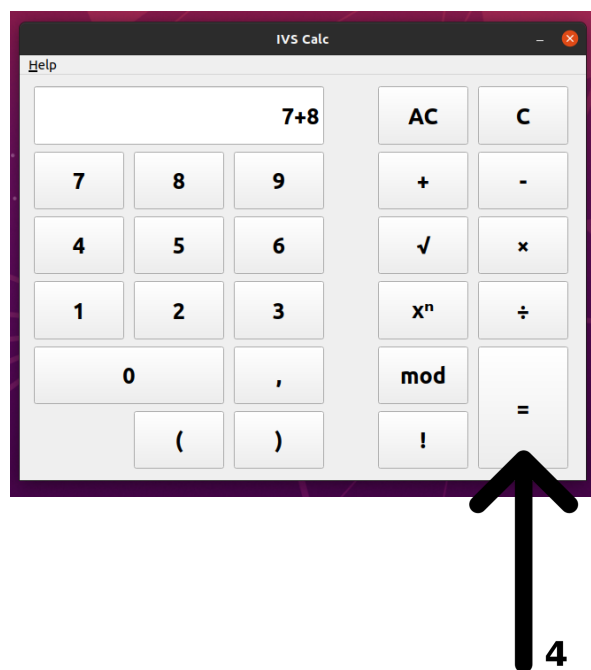 IVS Calc
Help
7+8 AC C
7 8 9 + -
4 5 6 √ ×
1 2 3 xⁿ ÷
0 , mod =
( ) !
4